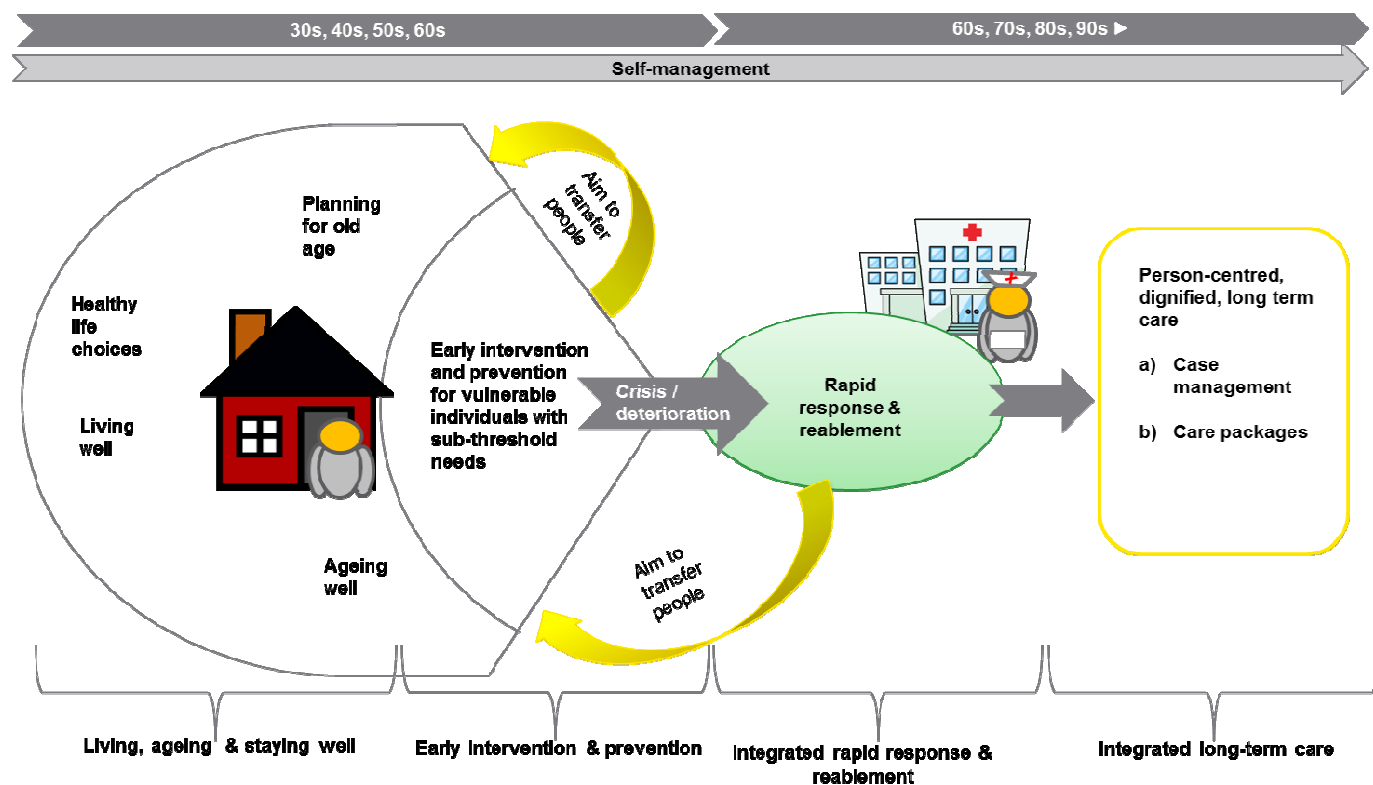 30s, 40s, 50s, 60s
60s, 70s, 80s, 90s ►
Self-management
Planning
for old
age
Healthy
life
choices
Living
well
Ageing
well
Early intervention
and prevention
for vulnerable
individuals with
sub-threshold
needs
Aim to
transfer
people
Crisis /
deterioration
Rapid
response &
reablement
Aim to
transfer
people
Person-centred,
dignified, long term
care
a) Case
management
b) Care packages
Living, ageing & staying well
Early intervention & prevention
Integrated rapid response &
reablement
Integrated long-term care